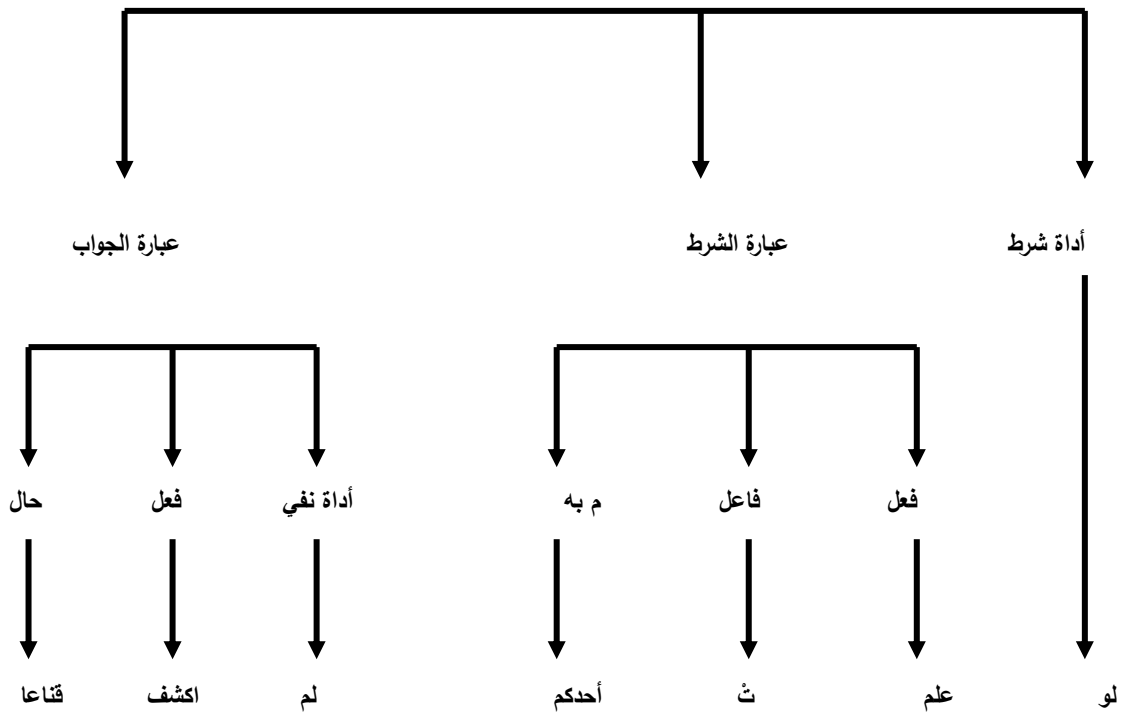 أداة شرط عبارة الشرط عبارة الجواب
فعل فاعل م به أداة نفي فعل حال
لو علم تْ أحدكم لم اكشف قناعا